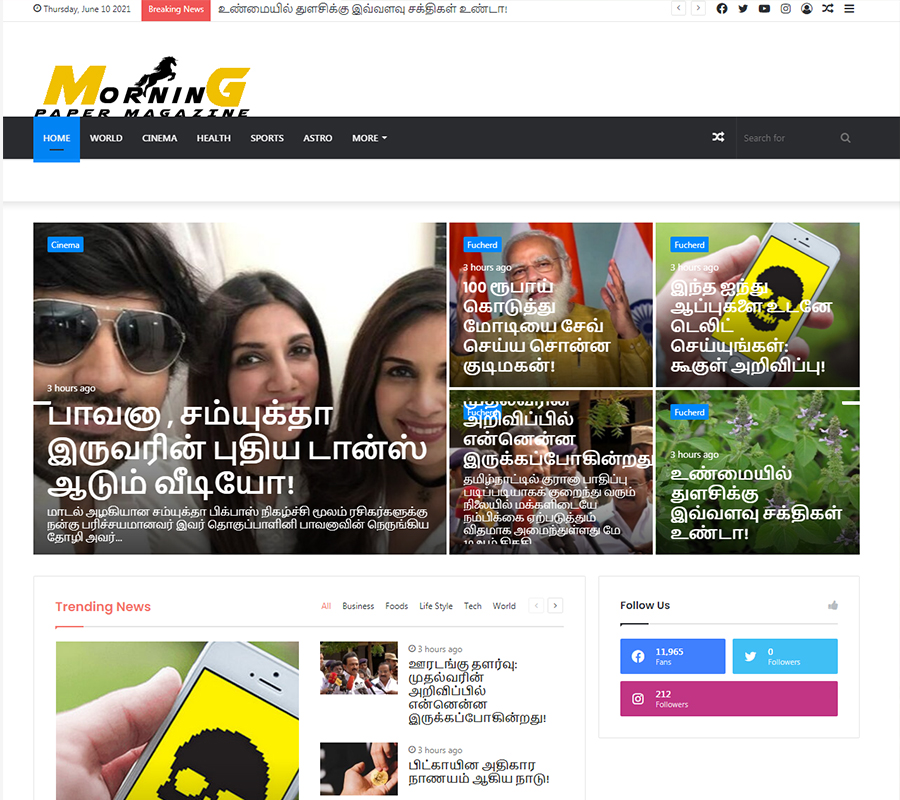 Thursday, June 10 2021
Breaking News
உண்மையில் துளசிக்கு இவ்வளவு சக்திகள் உண்டா!
MORNING
PAPER MAGAZINE
HOME
WORLD
CINEMA
HEALTH
SPORTS
ASTRO
MORE
Search for
Cinema
3 hours ago
பாவனா , சம்யுக்தா
இருவரின் புதிய டான்ஸ்
ஆடும் வீடியோ!
மாடல் அழகியான சம்யுக்தா பிக்பாஸ் நிகழ்ச்சி மூலம் ரசிகர்களுக்கு
நன்கு பரிச்சயமானவர் இவர் தொகுப்பாளினி பாவனாவின் நெருங்கிய
தோழி அவர்...
Fucherd
3 hours ago
100 ரூபாய்
கொடுத்து
மோடியை சேவ்
செய்ய சொன்ன
குடிமகன்!
Fucherd
3 hours ago
இந்த ஐந்து
ஆப்புகளை உடனே
டெலிட்
செய்யுங்கள்:
கூகுள் அறிவிப்பு!
Fucherd
முதல்வரின்
அறிவிப்பில்
என்னென்ன
இருக்கப்போகின்றது
தமிழ்நாட்டில் குரானா பாதிப்பு
படிப்படியாகக் குறைந்து வரும்
நிலையில் மக்களிடையே
நம்பிக்கை ஏற்படுத்தும்
விதமாக அமைந்துள்ளது மே
Fucherd
3 hours ago
உண்மையில்
துளசிக்கு
இவ்வளவு சக்திகள்
உண்டா!
Trending News
All
Business
Foods
Life Style
Tech
World
3 hours ago
ஊரடங்கு தளர்வு:
முதல்வரின்
அறிவிப்பில்
என்னென்ன
இருக்கப்போகின்றது!
3 hours ago
பிட்காயின் அதிகார
நாணயம் ஆகிய நாடு!
Follow Us
11,965
Fans
0
Followers
212
Followers